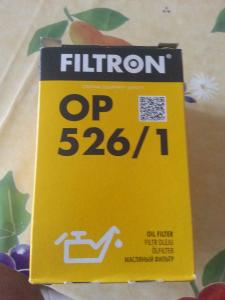 FILTRON
OP
526/1
OIL FILTER
FILTR OLEJU
ÖLFILTER
МАСЛЯНЫЙ ФИЛЬТР